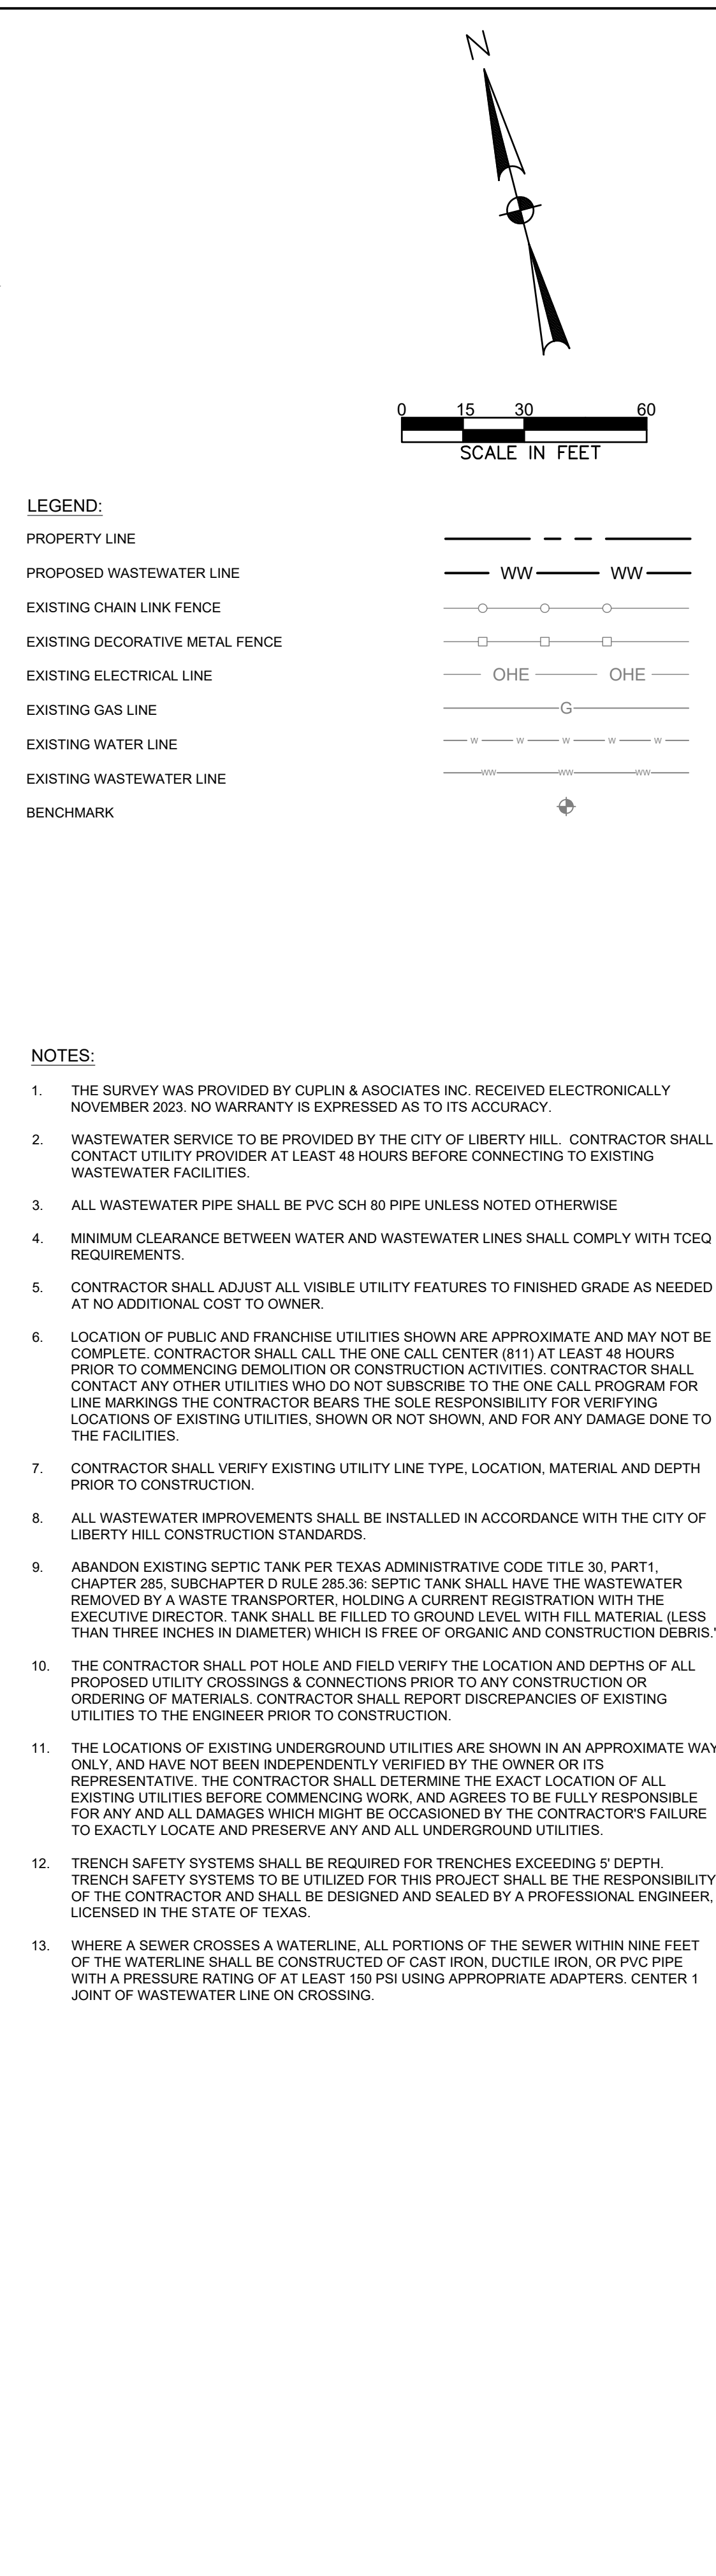 N
0 15 30 60
SCALE IN FEET
LEGEND:
PROPERTY LINE
PROPOSED WASTEWATER LINE WW WW
EXISTING CHAIN LINK FENCE
EXISTING DECORATIVE METAL FENCE
EXISTING ELECTRICAL LINE OHE OHE
EXISTING GAS LINE G
EXISTING WATER LINE W W W W W
EXISTING WASTEWATER LINE WW WW WW
BENCHMARK
NOTES:
1. THE SURVEY WAS PROVIDED BY CUPLIN & ASOCIATES INC. RECEIVED ELECTRONICALLY
NOVEMBER 2023. NO WARRANTY IS EXPRESSED AS TO ITS ACCURACY.
2. WASTEWATER SERVICE TO BE PROVIDED BY THE CITY OF LIBERTY HILL. CONTRACTOR SHALL
CONTACT UTILITY PROVIDER AT LEAST 48 HOURS BEFORE CONNECTING TO EXISTING
WASTEWATER FACILITIES.
3. ALL WASTEWATER PIPE SHALL BE PVC SCH 80 PIPE UNLESS NOTED OTHERWISE
4. MINIMUM CLEARANCE BETWEEN WATER AND WASTEWATER LINES SHALL COMPLY WITH TCEQ
REQUIREMENTS.
5. CONTRACTOR SHALL ADJUST ALL VISIBLE UTILITY FEATURES TO FINISHED GRADE AS NEEDED
AT NO ADDITIONAL COST TO OWNER.
6. LOCATION OF PUBLIC AND FRANCHISE UTILITIES SHOWN ARE APPROXIMATE AND MAY NOT BE
COMPLETE. CONTRACTOR SHALL CALL THE ONE CALL CENTER (811) AT LEAST 48 HOURS
PRIOR TO COMMENCING DEMOLITION OR CONSTRUCTION ACTIVITIES. CONTRACTOR SHALL
CONTACT ANY OTHER UTILITIES WHO DO NOT SUBSCRIBE TO THE ONE CALL PROGRAM FOR
LINE MARKINGS THE CONTRACTOR BEARS THE SOLE RESPONSIBILITY FOR VERIFYING
LOCATIONS OF EXISTING UTILITIES, SHOWN OR NOT SHOWN, AND FOR ANY DAMAGE DONE TO
THE FACILITIES.
7. CONTRACTOR SHALL VERIFY EXISTING UTILITY LINE TYPE, LOCATION, MATERIAL AND DEPTH
PRIOR TO CONSTRUCTION.
8. ALL WASTEWATER IMPROVEMENTS SHALL BE INSTALLED IN ACCORDANCE WITH THE CITY OF
LIBERTY HILL CONSTRUCTION STANDARDS.
9. ABANDON EXISTING SEPTIC TANK PER TEXAS ADMINISTRATIVE CODE TITLE 30, PART1,
CHAPTER 285, SUBCHAPTER D RULE 285.36: SEPTIC TANK SHALL HAVE THE WASTEWATER
REMOVED BY A WASTE TRANSPORTER, HOLDING A CURRENT REGISTRATION WITH THE
EXECUTIVE DIRECTOR. TANK SHALL BE FILLED TO GROUND LEVEL WITH FILL MATERIAL (LESS
THAN THREE INCHES IN DIAMETER) WHICH IS FREE OF ORGANIC AND CONSTRUCTION DEBRIS."
10. THE CONTRACTOR SHALL POT HOLE AND FIELD VERIFY THE LOCATION AND DEPTHS OF ALL
PROPOSED UTILITY CROSSINGS & CONNECTIONS PRIOR TO ANY CONSTRUCTION OR
ORDERING OF MATERIALS. CONTRACTOR SHALL REPORT DISCREPANCIES OF EXISTING
UTILITIES TO THE ENGINEER PRIOR TO CONSTRUCTION.
11. THE LOCATIONS OF EXISTING UNDERGROUND UTILITIES ARE SHOWN IN AN APPROXIMATE WAY
ONLY, AND HAVE NOT BEEN INDEPENDENTLY VERIFIED BY THE OWNER OR ITS
REPRESENTATIVE. THE CONTRACTOR SHALL DETERMINE THE EXACT LOCATION OF ALL
EXISTING UTILITIES BEFORE COMMENCING WORK, AND AGREES TO BE FULLY RESPONSIBLE
FOR ANY AND ALL DAMAGES WHICH MIGHT BE OCCASIONED BY THE CONTRACTOR'S FAILURE
TO EXACTLY LOCATE AND PRESERVE ANY AND ALL UNDERGROUND UTILITIES.
12. TRENCH SAFETY SYSTEMS SHALL BE REQUIRED FOR TRENCHES EXCEEDING 5' DEPTH.
TRENCH SAFETY SYSTEMS TO BE UTILIZED FOR THIS PROJECT SHALL BE THE RESPONSIBILITY
OF THE CONTRACTOR AND SHALL BE DESIGNED AND SEALED BY A PROFESSIONAL ENGINEER,
LICENSED IN THE STATE OF TEXAS.
13. WHERE A SEWER CROSSES A WATERLINE, ALL PORTIONS OF THE SEWER WITHIN NINE FEET
OF THE WATERLINE SHALL BE CONSTRUCTED OF CAST IRON, DUCTILE IRON, OR PVC PIPE
WITH A PRESSURE RATING OF AT LEAST 150 PSI USING APPROPRIATE ADAPTERS. CENTER 1
JOINT OF WASTEWATER LINE ON CROSSING.